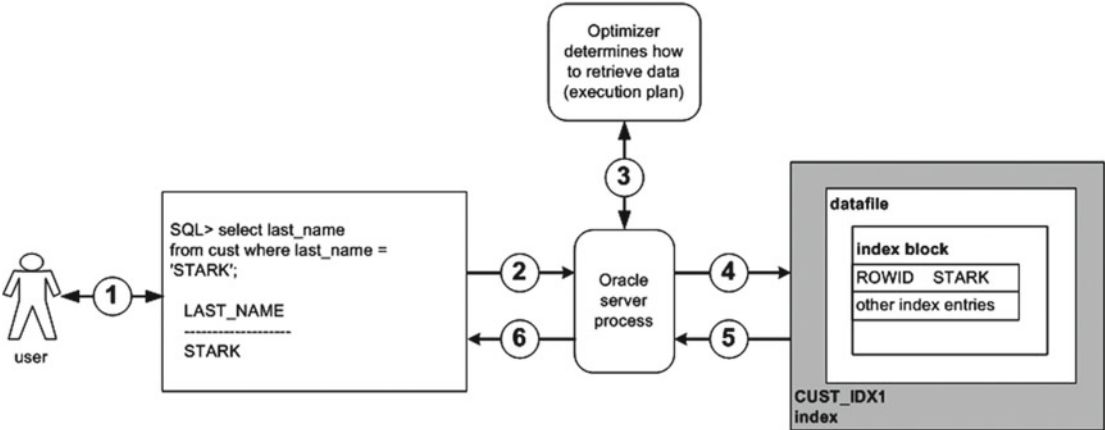 Optimizer
determines how
to retrieve data
(execution plan)
3
SQL> select last_name
from cust where last_name =
'STARK';
LAST_NAME
--------------------
STARK
user
1
2
6
Oracle
server
process
4
5
datafile
index block
ROWID STARK
other index entries
CUST_IDX1
index